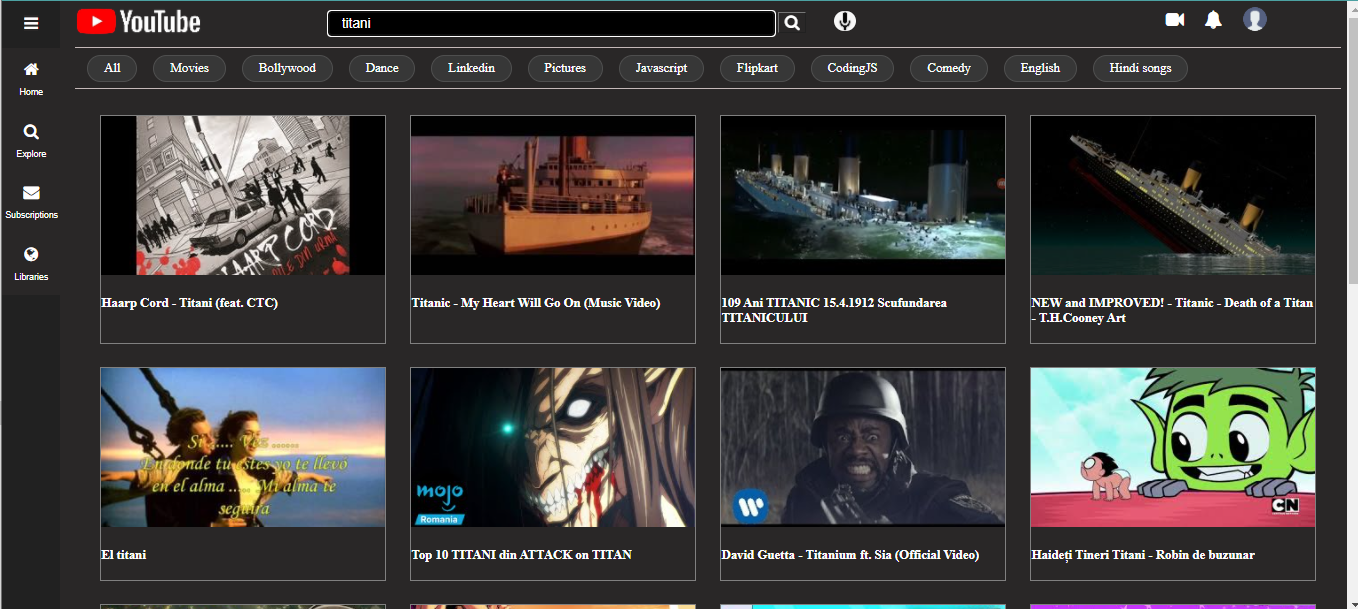 YouTube
titani
All
Movies
Bollywood
Dance
Linkedin
Pictures
Javascript
Flipkart
CodingJS
Comedy
English
Hindi songs
Home
Explore
Subscriptions
Libraries
HAARP CORD
Haarp Cord - Titani (feat. CTC)
Titanic - My Heart Will Go On (Music Video)
109 Ani TITANIC 15.4.1912 Scufundarea
TITANICULUI
NEW and IMPROVED! - Titanic - Death of a Titan
- T.H.Cooney Art
Si ..... Vez ......
En donde tu estes yo te llevo
en el alma ..... Mi alma te
seguira
El titani
mojo
Romania
Top 10 TITANI din ATTACK on TITAN
David Guetta - Titanium ft. Sia (Official Video)
CN
Haideți Tineri Titani - Robin de buzunar